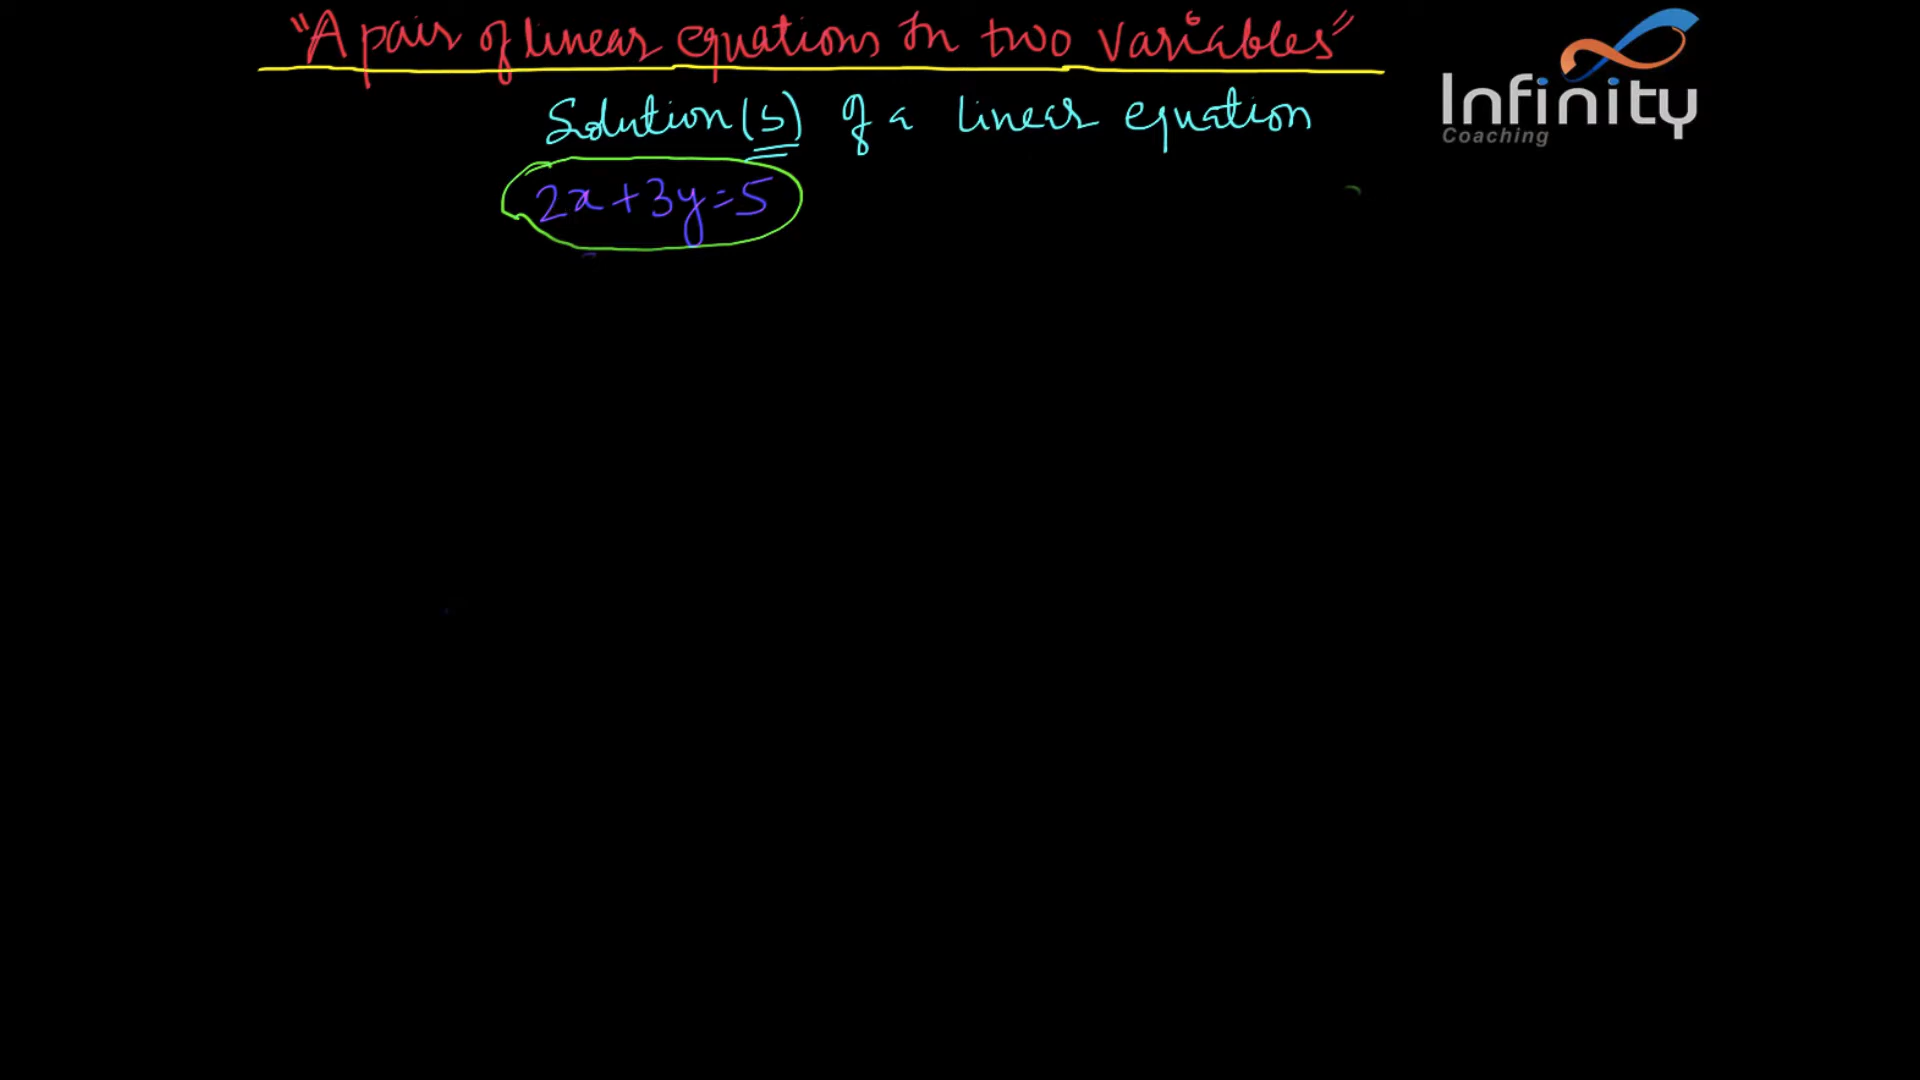 "A pair of linear equations In two variables"
Solution(s) of a linear equation
Infinity
Coaching
2x+3y=5